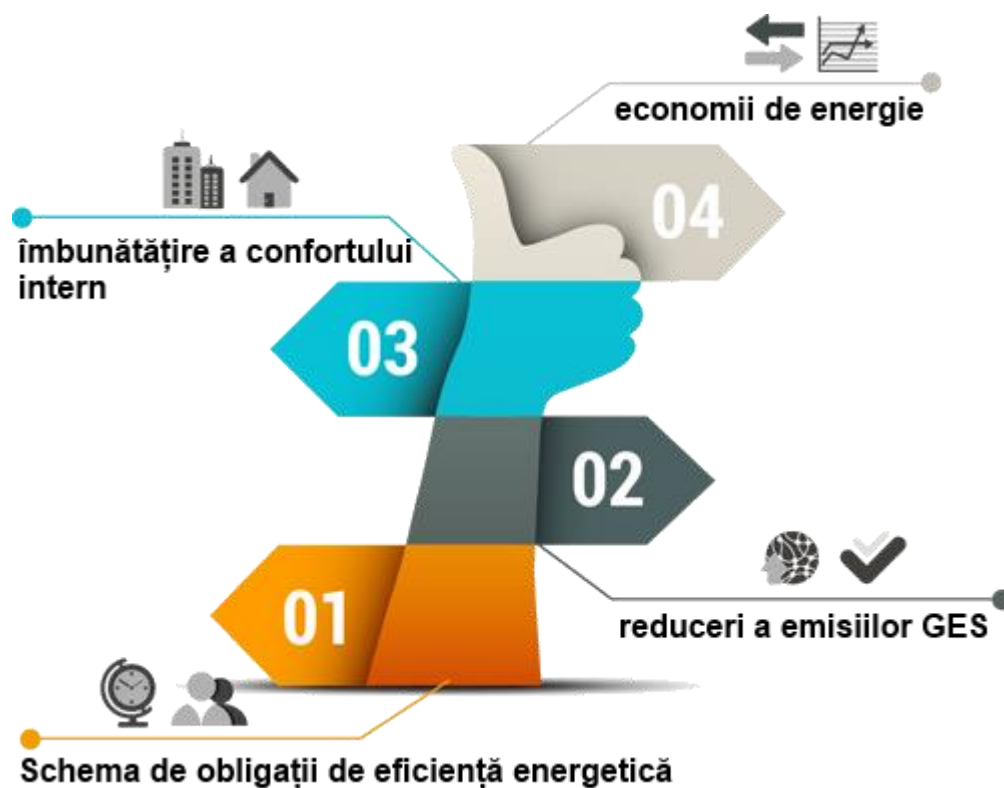 economii de energie
04
îmbunătățire a confortului
intern
03
02
reduceri a emisiilor GES
01
Schema de obligații de eficiență energetică